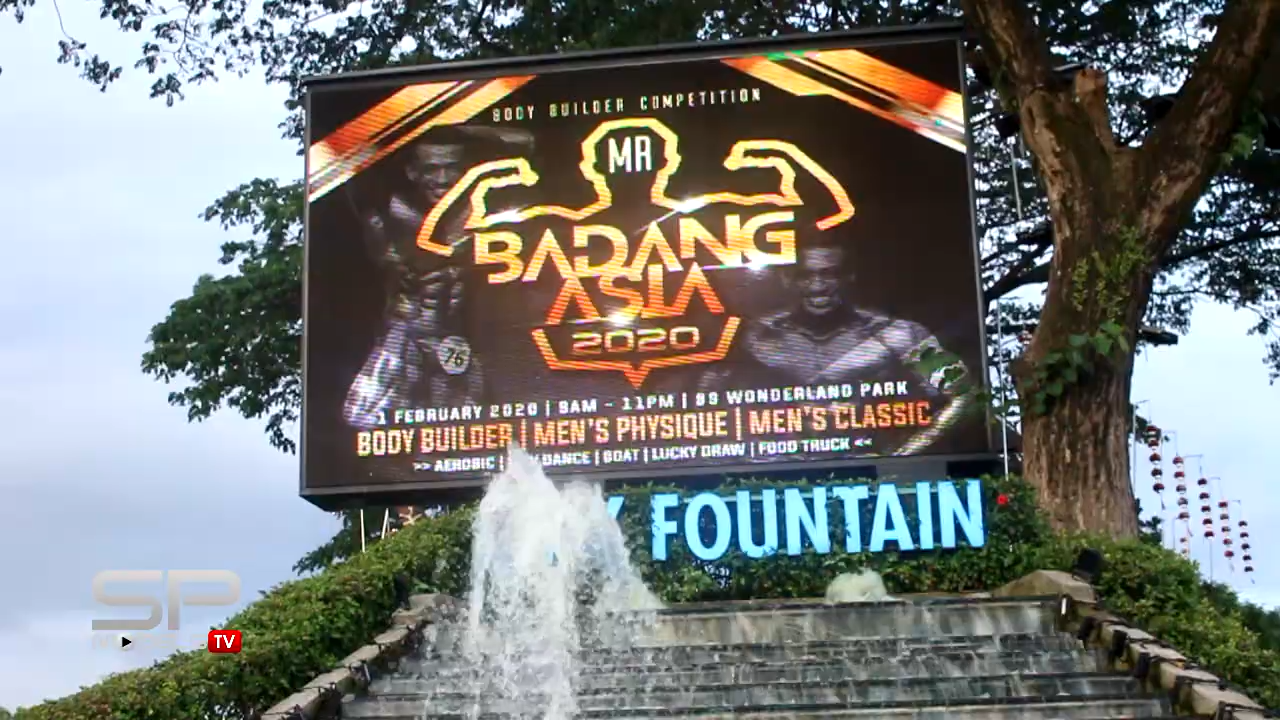 BODY BUILDER COMPETITION
MR
BADANG
ASIA
2020
76
1 FEBRUARY 2020 | 9AM - 11PM | 99 WONDERLAND PARK
BODY BUILDER | MEN'S PHYSIQUE | MEN'S CLASSIC
>> AEROBIC | DANCE | BOAT | LUCKY DRAW | FOOD TRUCK <<
FOUNTAIN
SP
TV